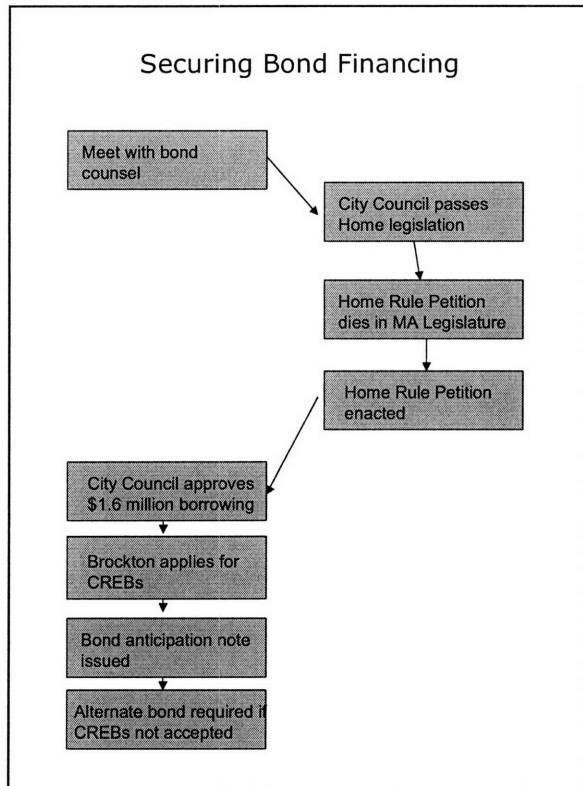 Securing Bond Financing
Meet with bond
counsel
City Council passes
Home legislation
Home Rule Petition
dies in MA Legislature
Home Rule Petition
enacted
City Council approves
$1.6 million borrowing
Brockton applies for
CREBs
Bond anticipation note
issued
Alternate bond required if
CREBs not accepted